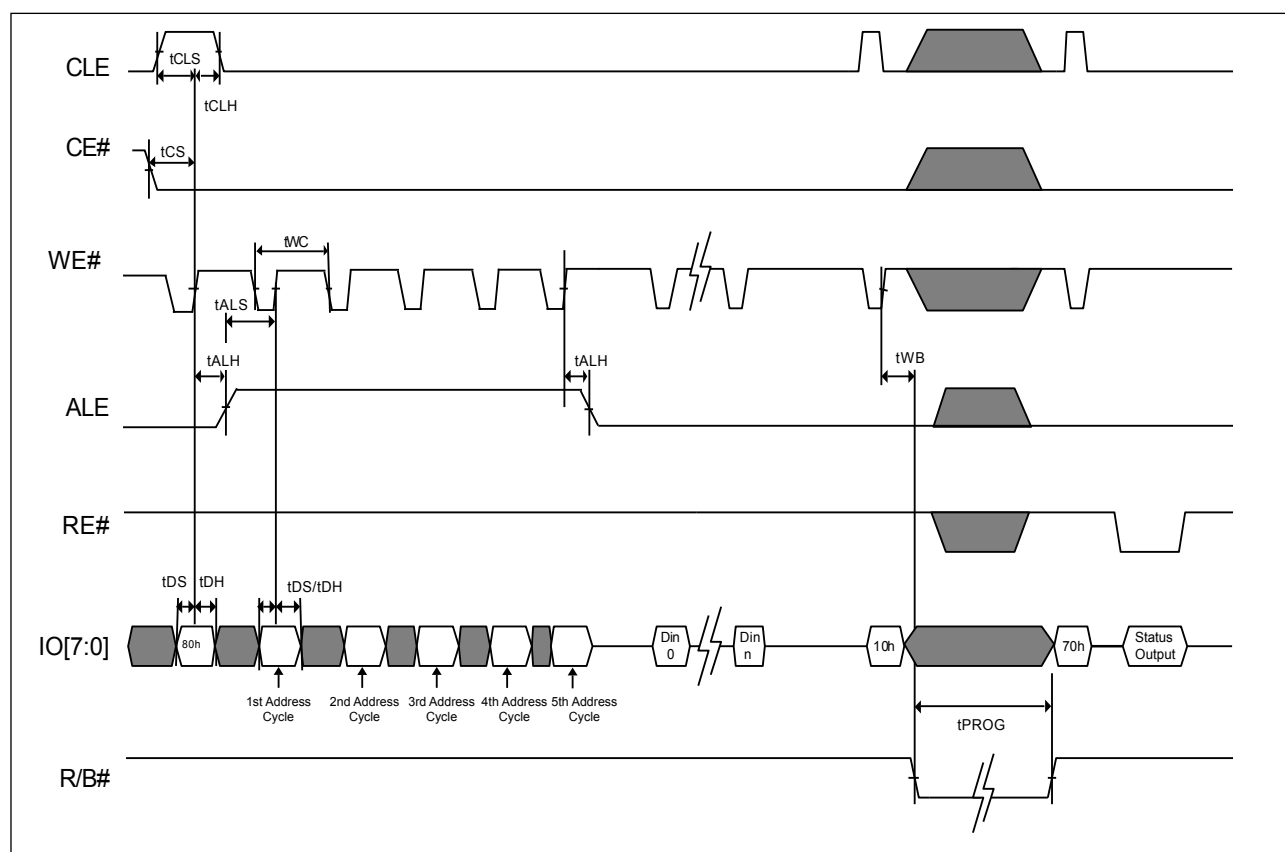 CLE
tCLS
tCLH
CE#
tCS
WE#
tWC
tALS
tALH
tALH
tWB
ALE
RE#
tDS
tDH
tDS/tDH
IO[7:0]
80h
Din
0
Din
n
10h
70h
Status
Output
1st Address
Cycle
2nd Address
Cycle
3rd Address
Cycle
4th Address
Cycle
5th Address
Cycle
tPROG
R/B#